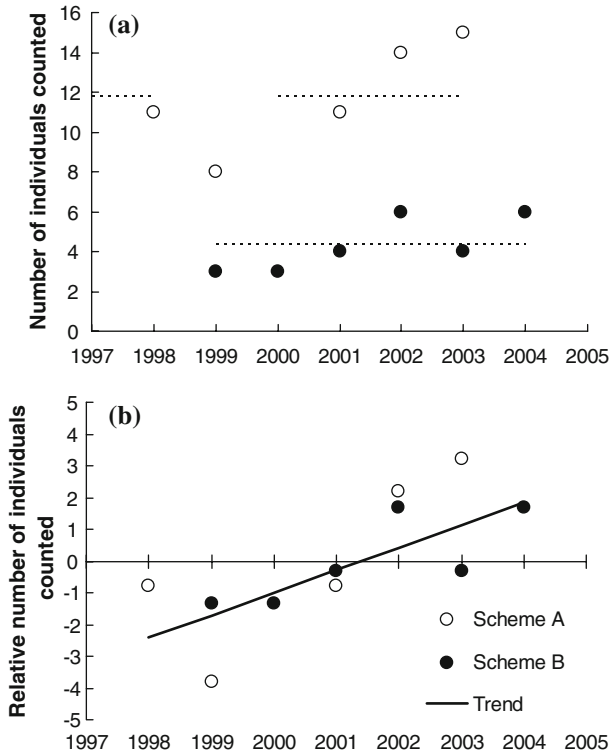 (a)
Number of individuals counted
16
14
12
10
8
6
4
2
0
1997 1998 1999 2000 2001 2002 2003 2004 2005
(b)
Relative number of individuals
counted
5
4
3
2
1
0
-1
-2
-3
-4
-5
Scheme A
Scheme B
Trend
1997 1998 1999 2000 2001 2002 2003 2004 2005